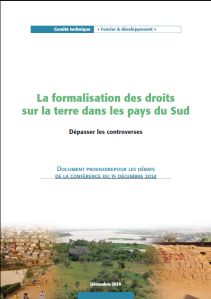 Comité technique « Foncier & développement »
La formalisation des droits
sur la terre dans les pays du Sud
Dépasser les controverses
Document provisoirepour les débats
de la conférence du 15 décembre 2014
Décembre 2014